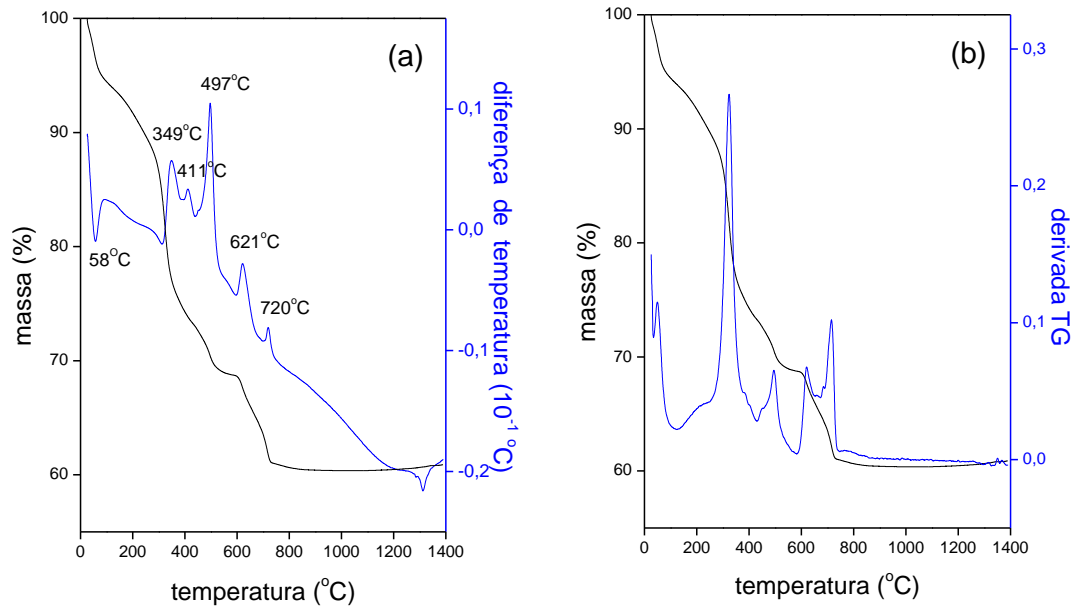 (a)
100
90
80
70
60
massa (%)
0 200 400 600 800 1000 1200 1400
temperatura (°C)
0,1
0,0
-0,1
-0,2
diferença de temperatura (10⁻¹ °C)
58°C
349°C
411°C
497°C
621°C
720°C
(b)
100
90
80
70
60
massa (%)
0 200 400 600 800 1000 1200 1400
temperatura (°C)
0,3
0,2
0,1
0,0
derivada TG